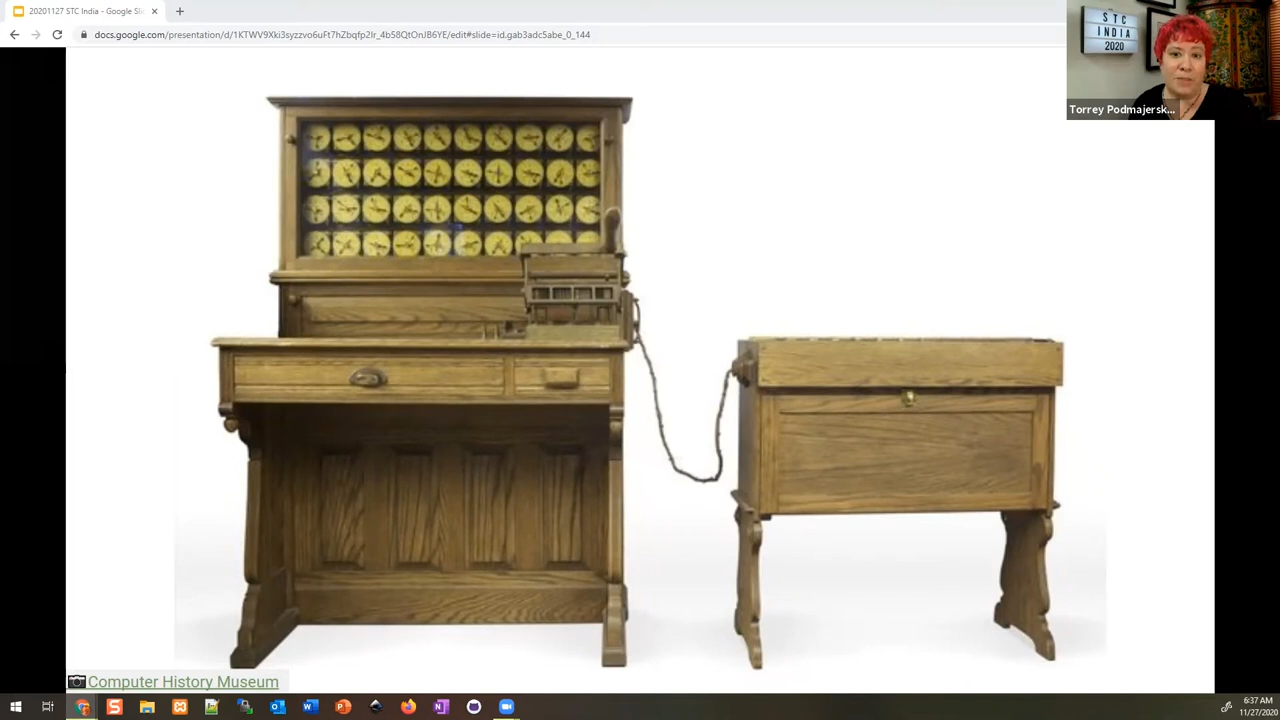 20201127 STC India - Google Sli
docs.google.com/presentation/d/1KTWV9Xki3syzzvo6uFt7hZbqfp2lr_4b58QtOnUB6YE/edit#slide=id.gab3adc5abe_0_144
STC
INDIA
2020
Torrey Podmajersk...
Computer History Museum
6:37 AM
11/27/2020